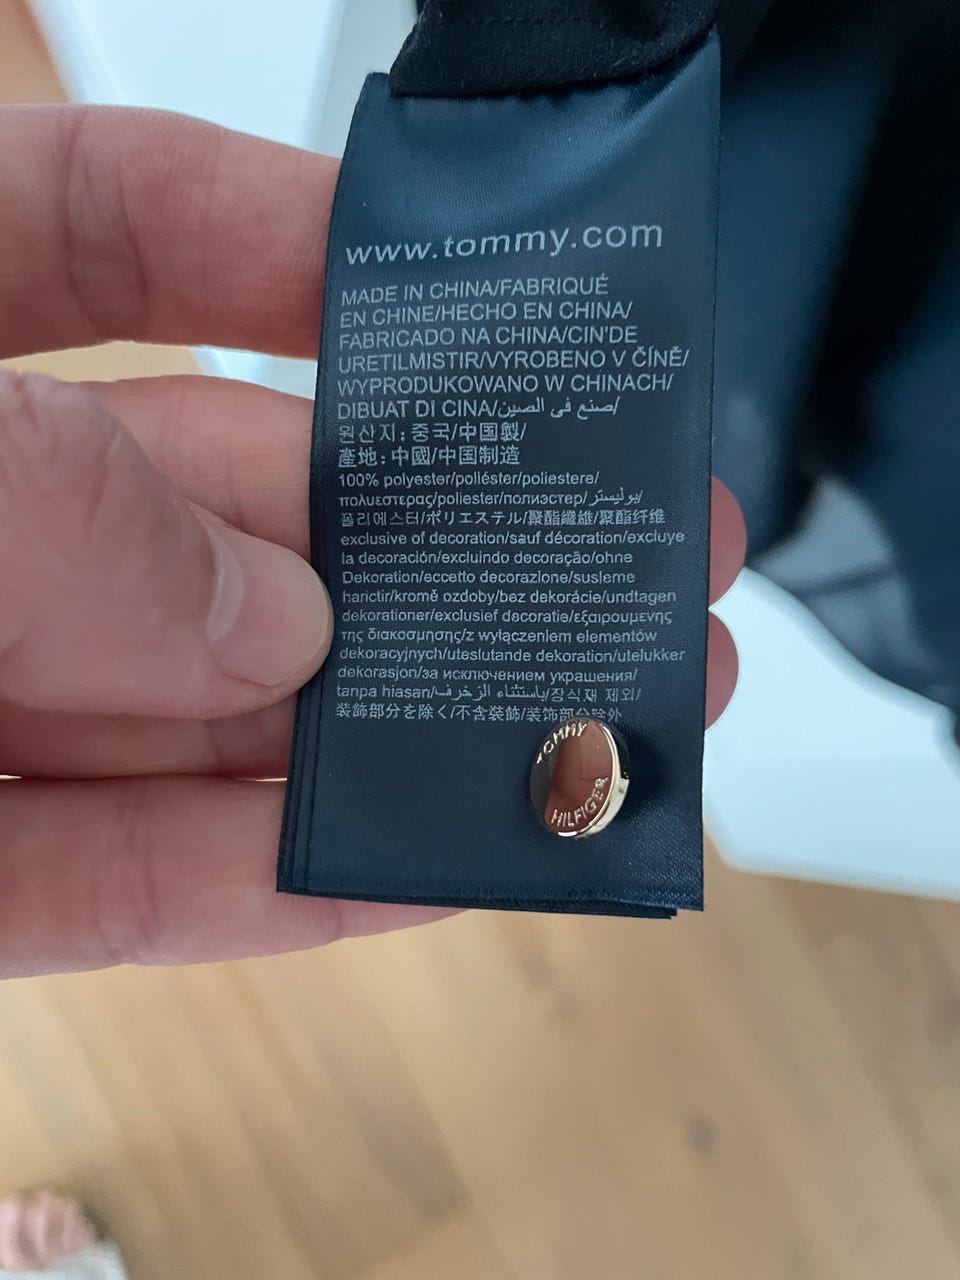 www.tommy.com
MADE IN CHINA/FABRIQUÉ
EN CHINE/HECHO EN CHINA/
FABRICADO NA CHINA/CIN'DE
URETILMISTIR/VYROBENO V ČÍNĚ/
WYPRODUKOWANO W CHINACH/
DIBUAT DI CINA/صنع في الصين/
원산지: 중국/中国製/
產地: 中國/中国制造
100% polyester/poliéster/poliestere/
πολυεστερας/poliester/полиэстер/بوليستر/
폴리에스터/ポリエステル/聚酯纖維/聚酯纤维
exclusive of decoration/sauf décoration/excluye
la decoración/excluindo decoração/ohne
Dekoration/eccetto decorazione/susleme
harictir/kromě ozdoby/bez dekorácie/undtagen
dekorationer/exclusief decoratie/εξαιρουμενης
της διακοσμησης/z wyłączeniem elementów
dekoracyjnych/uteslutande dekoration/utelukker
dekorasjon/за исключением украшения/
tanpa hiasan/باستثناء الزخرف/장식재 제외/
装飾部分を除く/不含裝飾/装饰部分除外
TOMMY
HILFIGER